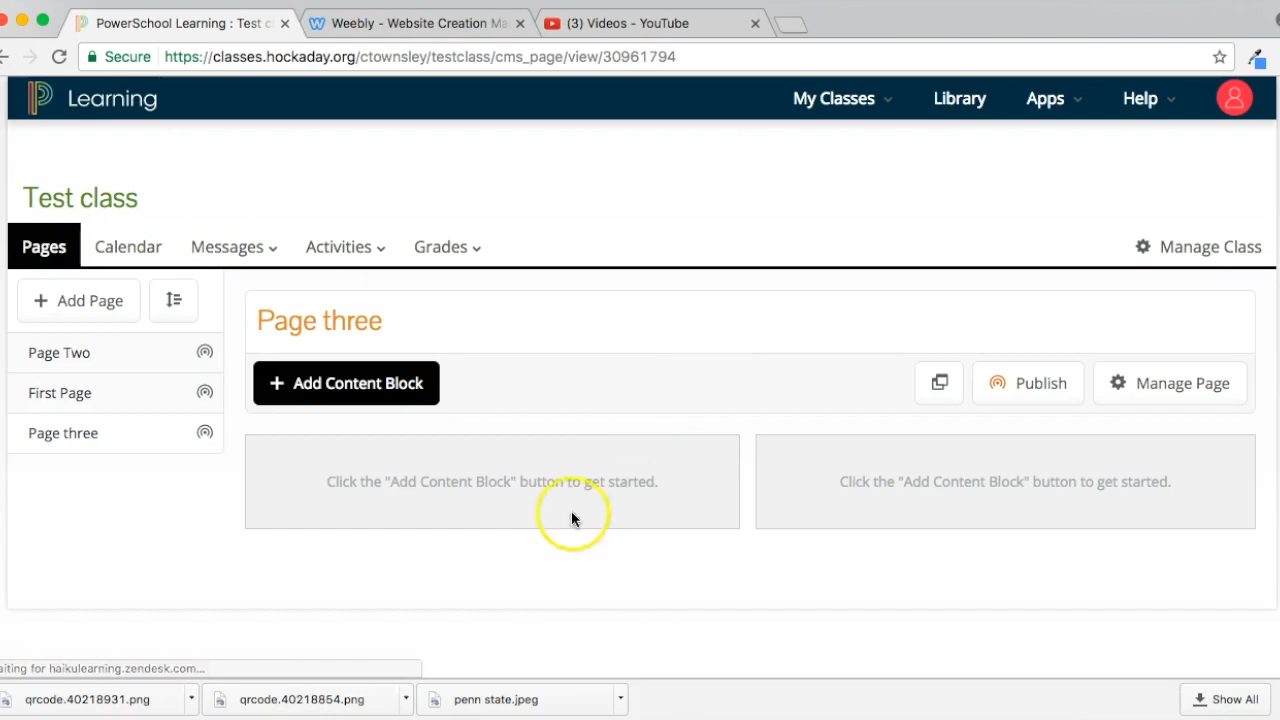 PowerSchool Learning : Test c
Weebly - Website Creation Ma
(3) Videos - YouTube
Secure https://classes.hockaday.org/ctownsley/testclass/cms_page/view/30961794
Learning
My Classes
Library
Apps
Help
Test class
Pages
Calendar
Messages
Activities
Grades
Manage Class
+ Add Page
Page Two
First Page
Page three
Page three
+ Add Content Block
Publish
Manage Page
Click the "Add Content Block" button to get started.
Click the "Add Content Block" button to get started.
aiting for haikulearning.zendesk.com...
qrcode.40218931.png
qrcode.40218854.png
penn state.jpeg
Show All